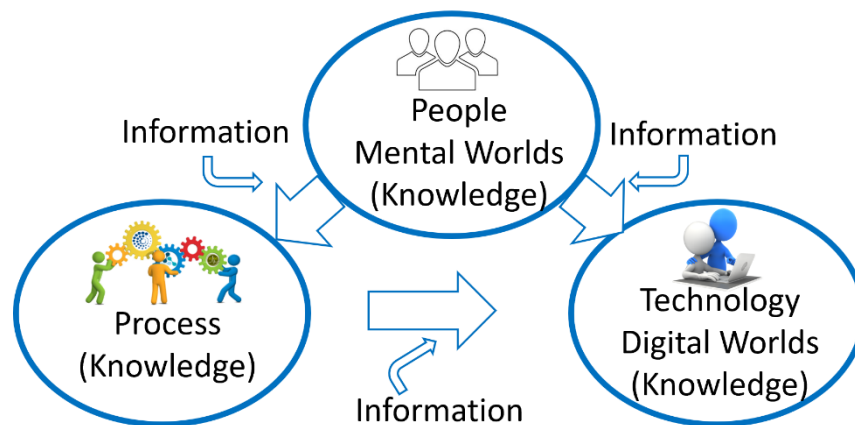 People
Mental Worlds
(Knowledge)
Information
Information
Process
(Knowledge)
Technology
Digital Worlds
(Knowledge)
Information